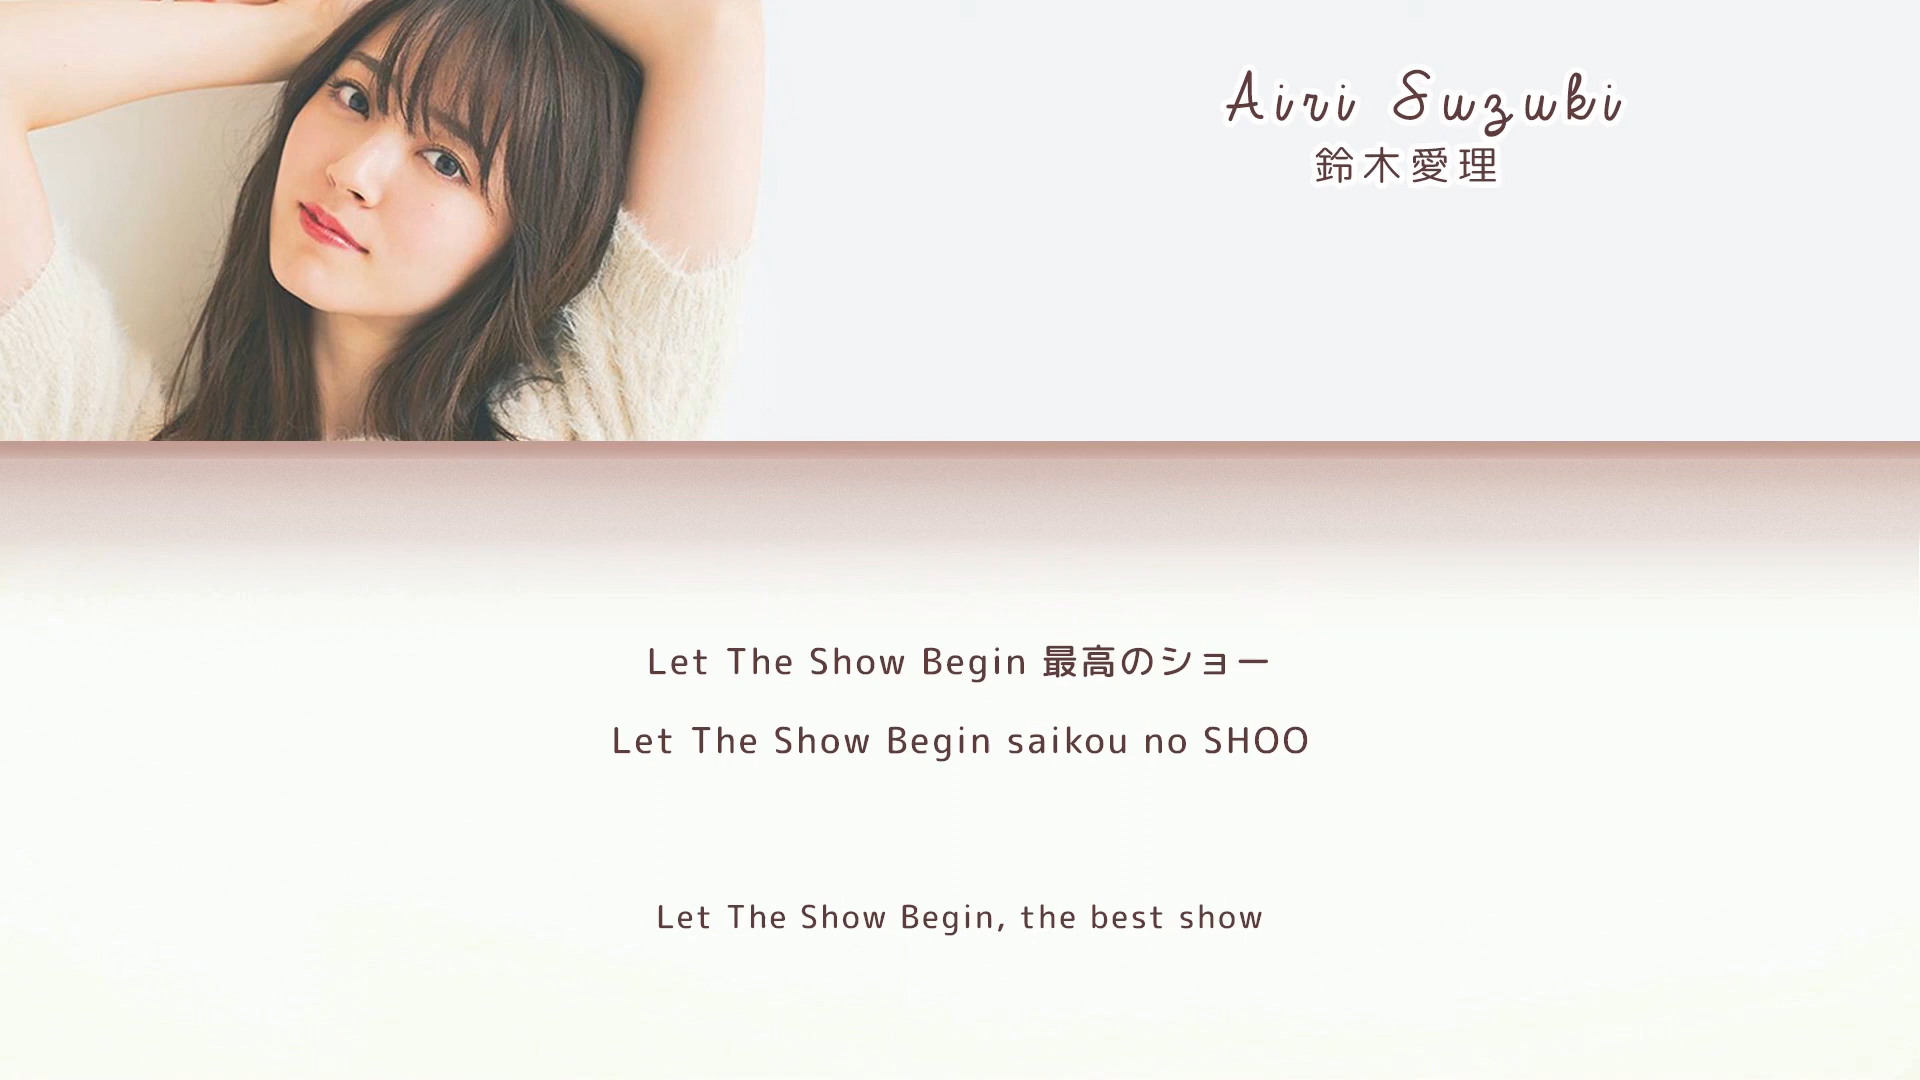 Airi Suzuki
鈴木愛理
Let The Show Begin 最高のショー
Let The Show Begin saikou no SHOO
Let The Show Begin, the best show